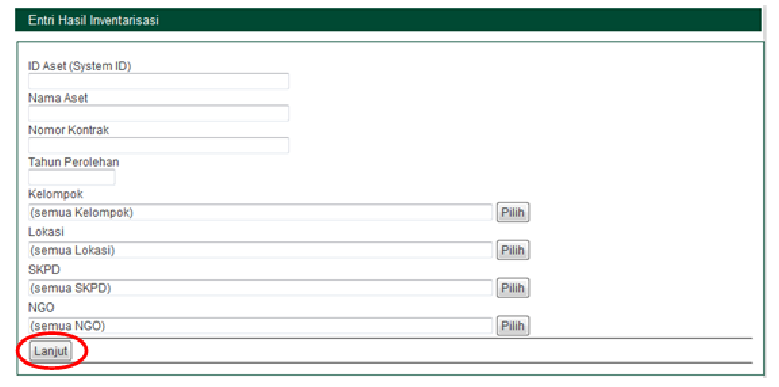 Entri Hasil Inventarisasi
ID Aset (System ID)
Nama Aset
Nomor Kontrak
Tahun Perolehan
Kelompok
(semua Kelompok) Pilih
Lokasi
(semua Lokasi) Pilih
SKPD
(semua SKPD) Pilih
NGO
(semua NGO) Pilih
Lanjut